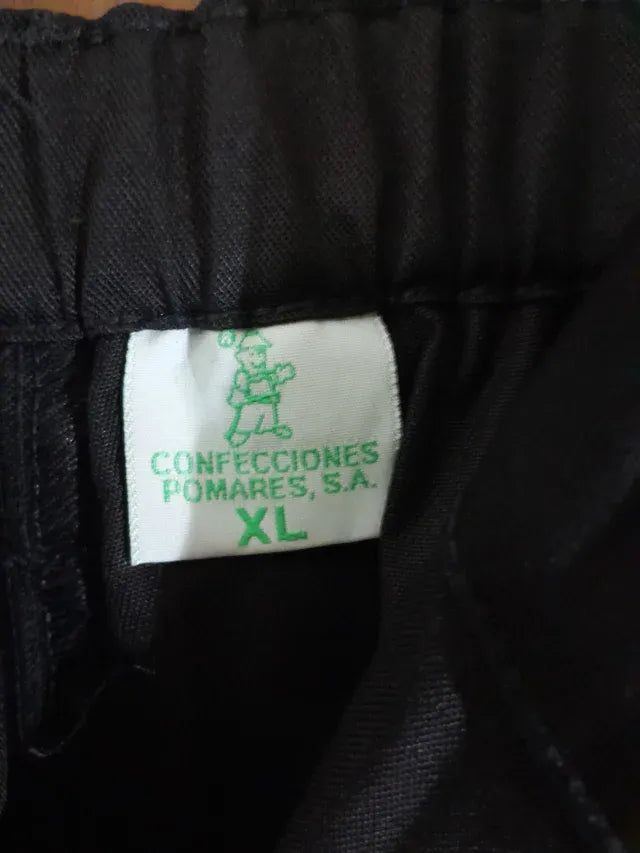 CONFECCIONES
POMARES, S.A.
XL